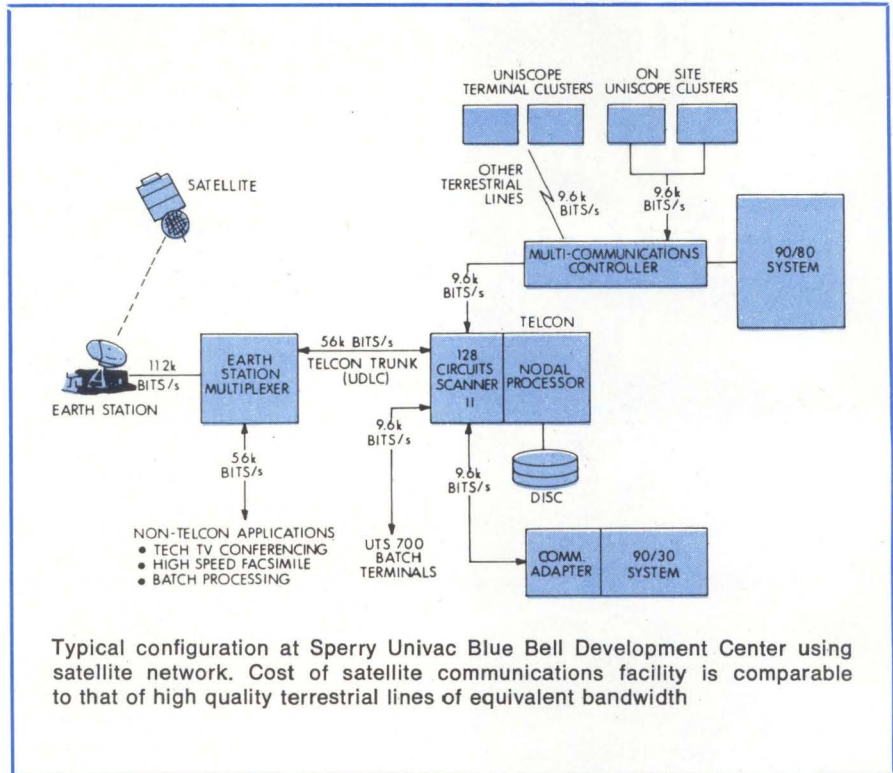 UNISCOPE
TERMINAL CLUSTERS
ON SITE
UNISCOPE CLUSTERS
OTHER
TERRESTRIAL
LINES
9.6k
BITS/s
9.6k
BITS/s
SATELLITE
MULTI-COMMUNICATIONS
CONTROLLER
90/80
SYSTEM
9.6k
BITS/s
TELCON
56k BITS/s
TELCON TRUNK
(UDLC)
EARTH
STATION
MULTIPLEXER
128
CIRCUITS
SCANNER
II
NODAL
PROCESSOR
112k
BITS/s
EARTH STATION
9.6k
BITS/s
56k
BITS/s
9.6k
BITS/s
DISC
NON-TELCON APPLICATIONS
• TECH TV CONFERENCING
• HIGH SPEED FACSIMILE
• BATCH PROCESSING
UTS 700
BATCH
TERMINALS
COMM.
ADAPTER
90/30
SYSTEM
Typical configuration at Sperry Univac Blue Bell Development Center using
satellite network. Cost of satellite communications facility is comparable
to that of high quality terrestrial lines of equivalent bandwidth